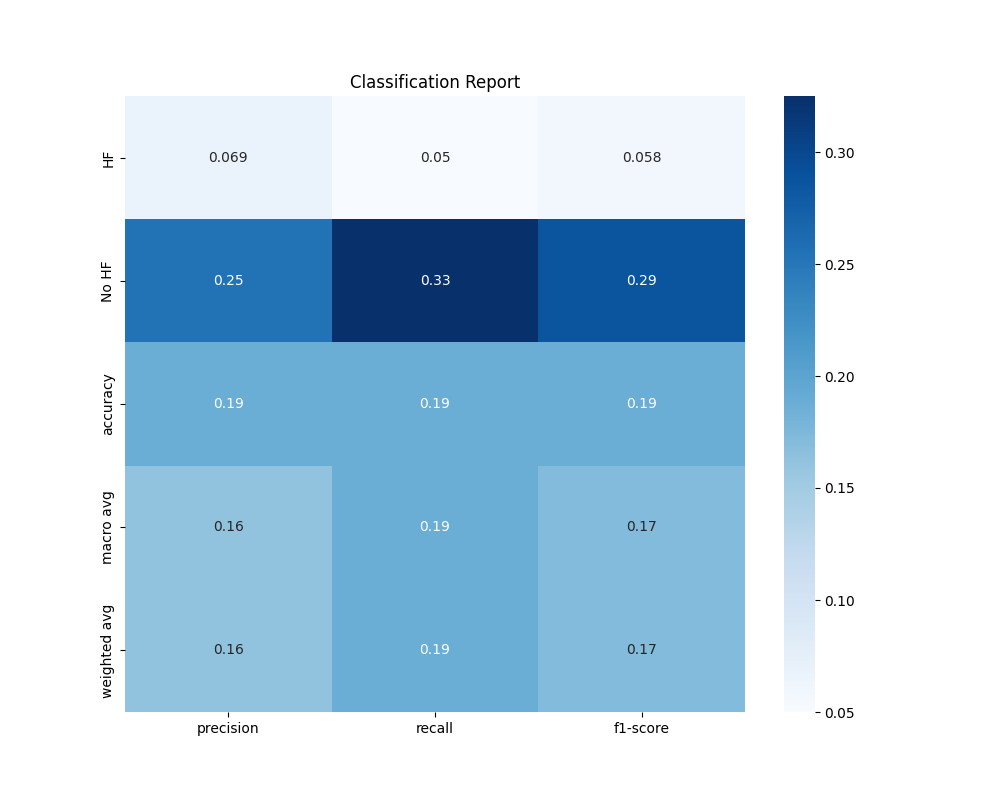 Classification Report
HF 0.069 0.05 0.058
No HF 0.25 0.33 0.29
accuracy 0.19 0.19 0.19
macro avg 0.16 0.19 0.17
weighted avg 0.16 0.19 0.17
precision recall f1-score
0.30
0.25
0.20
0.15
0.10
0.05